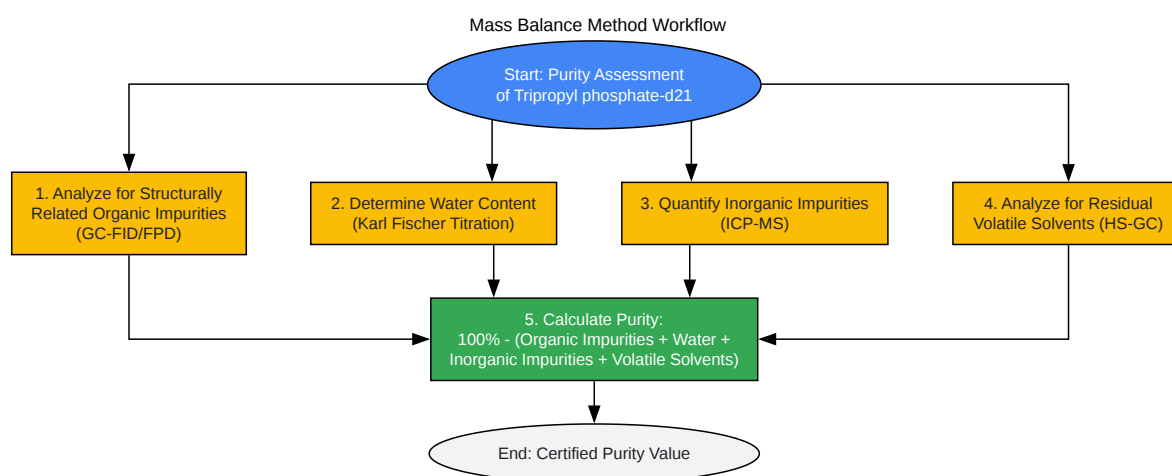 Mass Balance Method Workflow
Start: Purity Assessment
of Tripropyl phosphate-d21
1. Analyze for Structurally
Related Organic Impurities
(GC-FID/FPD)
2. Determine Water Content
(Karl Fischer Titration)
3. Quantify Inorganic Impurities
(ICP-MS)
4. Analyze for Residual
Volatile Solvents (HS-GC)
5. Calculate Purity:
100% - (Organic Impurities + Water +
Inorganic Impurities + Volatile Solvents)
End: Certified Purity Value